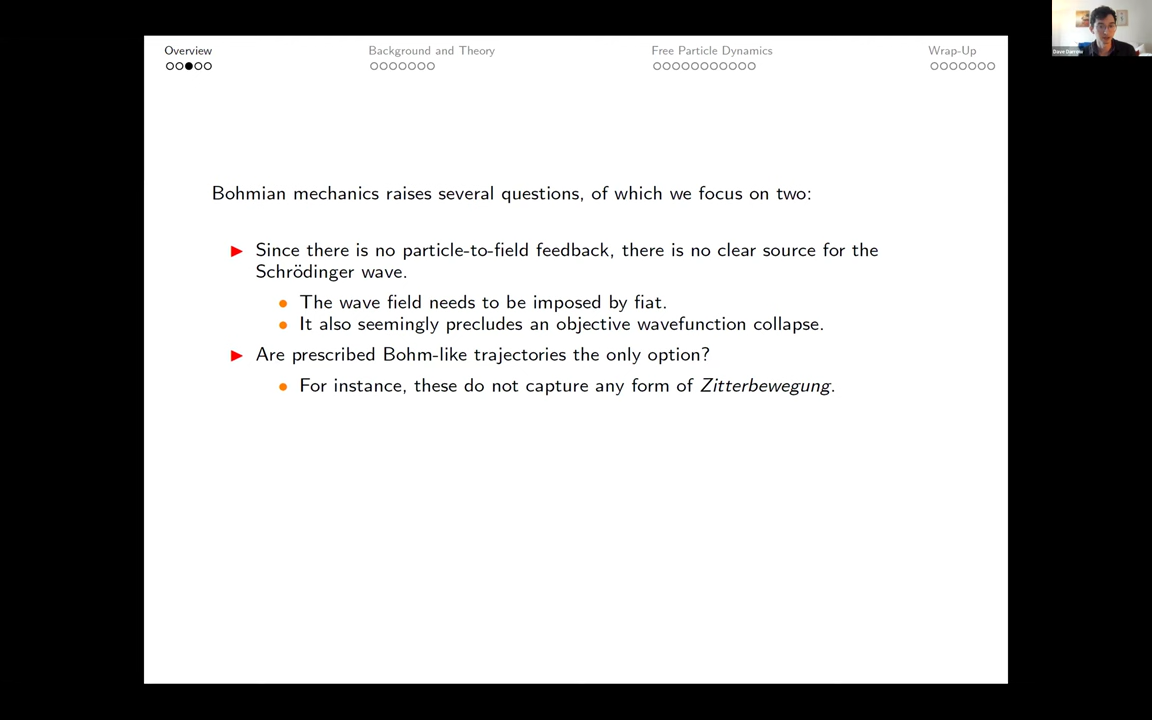 Overview
Background and Theory
Free Particle Dynamics
Wrap-Up
Bohmian mechanics raises several questions, of which we focus on two:
Since there is no particle-to-field feedback, there is no clear source for the
Schrödinger wave.
The wave field needs to be imposed by fiat.
It also seemingly precludes an objective wavefunction collapse.
Are prescribed Bohm-like trajectories the only option?
For instance, these do not capture any form of Zitterbewegung.